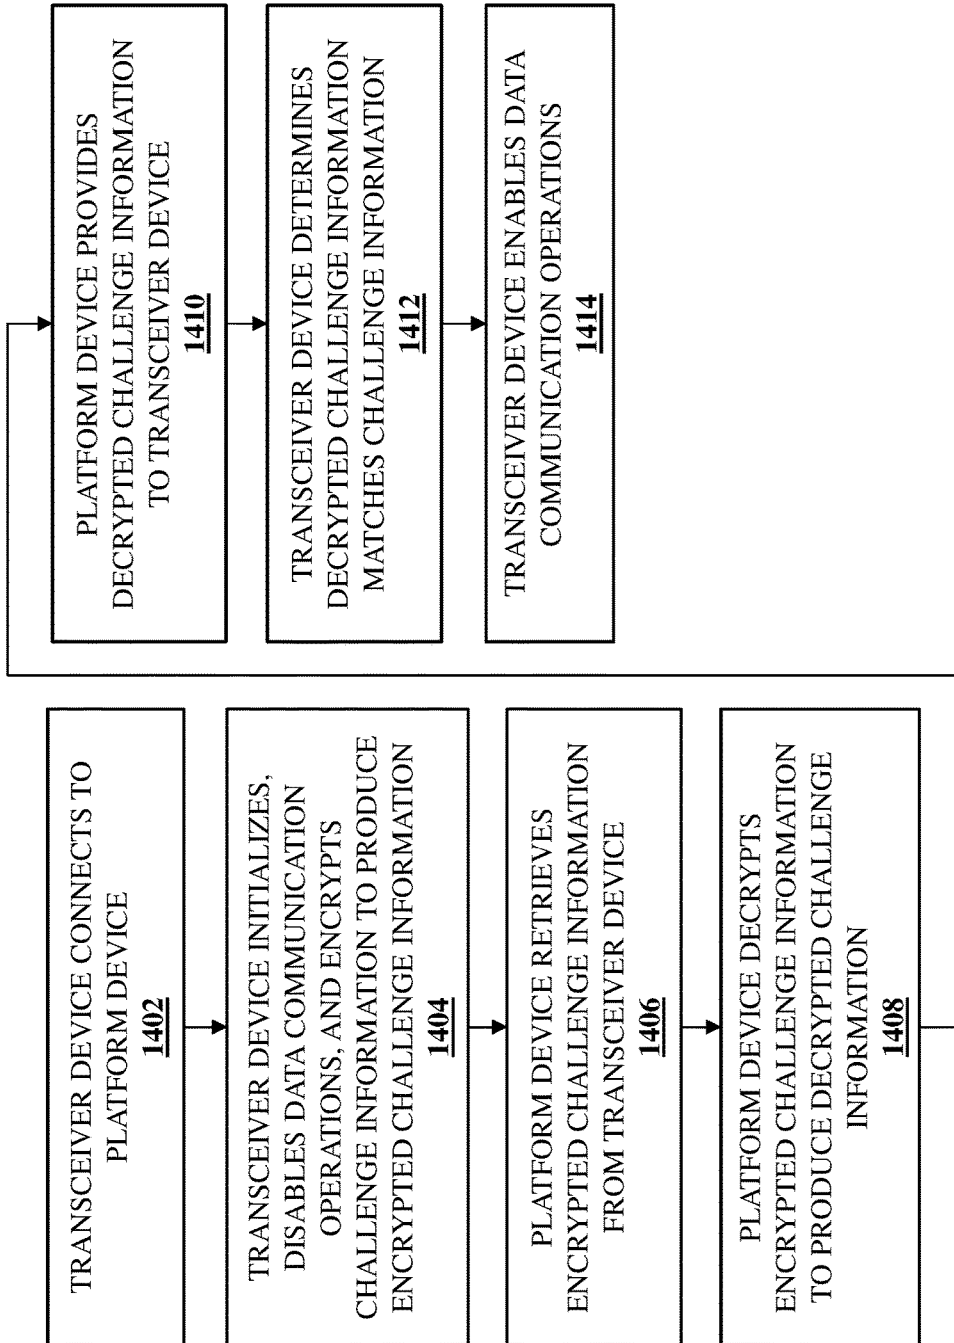 TRANSCEIVER DEVICE CONNECTS TO
PLATFORM DEVICE
1402
TRANSCEIVER DEVICE INITIALIZES,
DISABLES DATA COMMUNICATION
OPERATIONS, AND ENCRYPTS
CHALLENGE INFORMATION TO PRODUCE
ENCRYPTED CHALLENGE INFORMATION
1404
PLATFORM DEVICE RETRIEVES
ENCRYPTED CHALLENGE INFORMATION
FROM TRANSCEIVER DEVICE
1406
PLATFORM DEVICE DECRYPTS
ENCRYPTED CHALLENGE INFORMATION
TO PRODUCE DECRYPTED CHALLENGE
INFORMATION
1408
PLATFORM DEVICE PROVIDES
DECRYPTED CHALLENGE INFORMATION
TO TRANSCEIVER DEVICE
1410
TRANSCEIVER DEVICE DETERMINES
DECRYPTED CHALLENGE INFORMATION
MATCHES CHALLENGE INFORMATION
1412
TRANSCEIVER DEVICE ENABLES DATA
COMMUNICATION OPERATIONS
1414